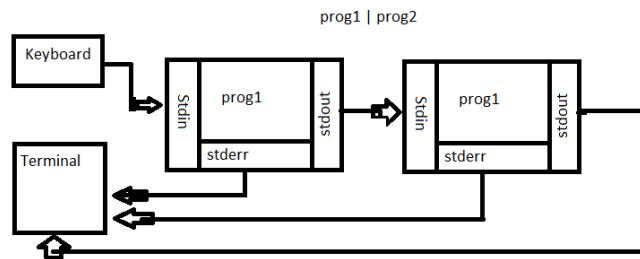 prog1 | prog2
Keyboard
Stdin
prog1
stdout
stderr
Stdin
prog1
stdout
stderr
Terminal